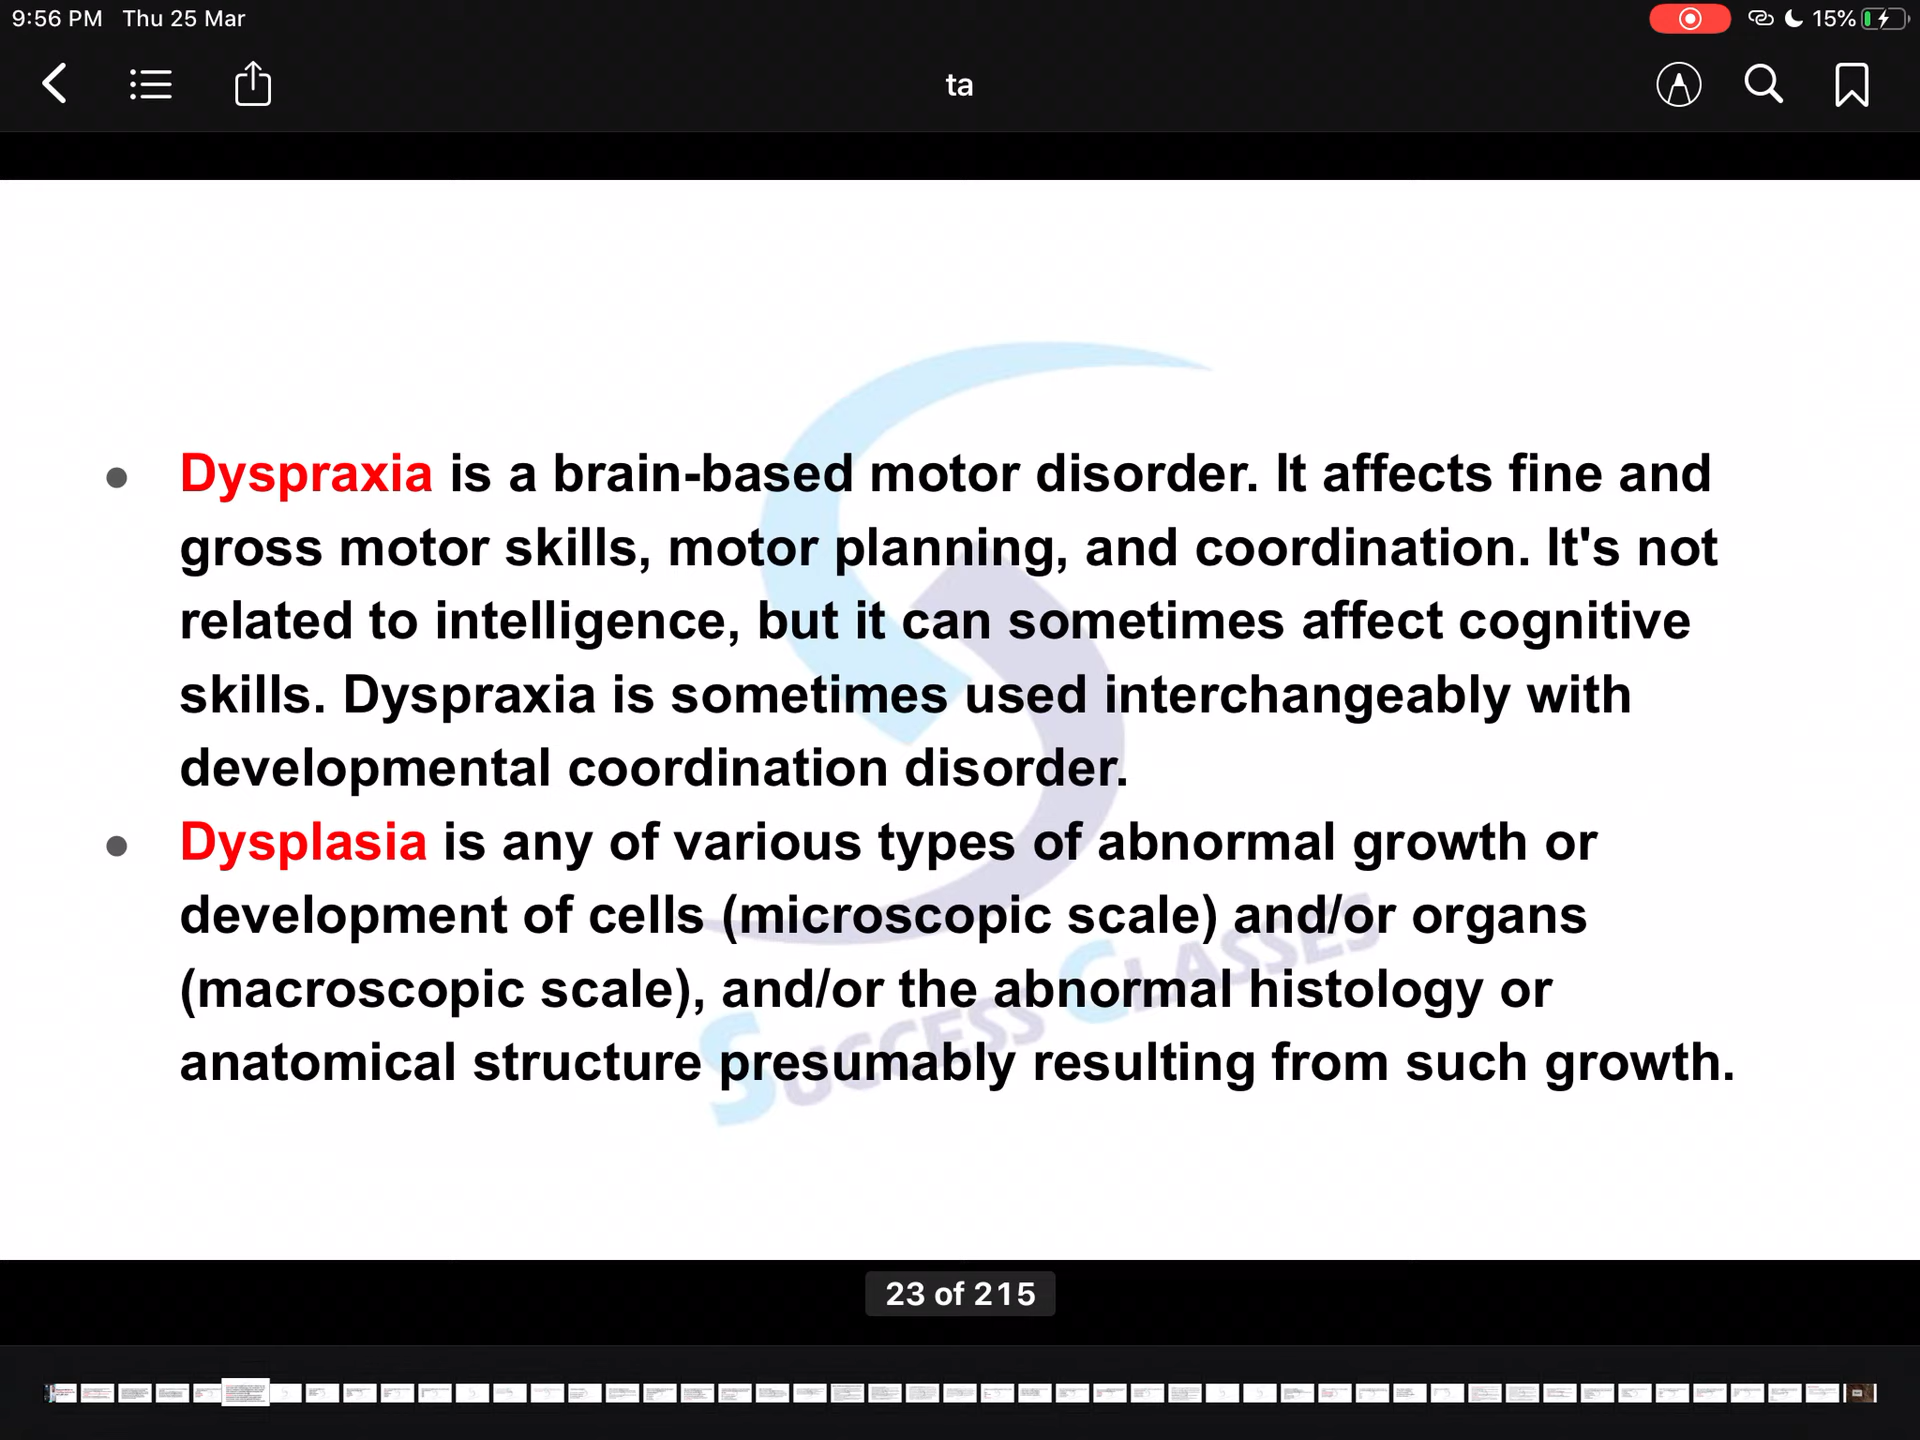 9:56 PM Thu 25 Mar
15%
ta
Dyspraxia is a brain-based motor disorder. It affects fine and
gross motor skills, motor planning, and coordination. It's not
related to intelligence, but it can sometimes affect cognitive
skills. Dyspraxia is sometimes used interchangeably with
developmental coordination disorder.
Dysplasia is any of various types of abnormal growth or
development of cells (microscopic scale) and/or organs
(macroscopic scale), and/or the abnormal histology or
anatomical structure presumably resulting from such growth.
SUCCESS CLASSES
23 of 215